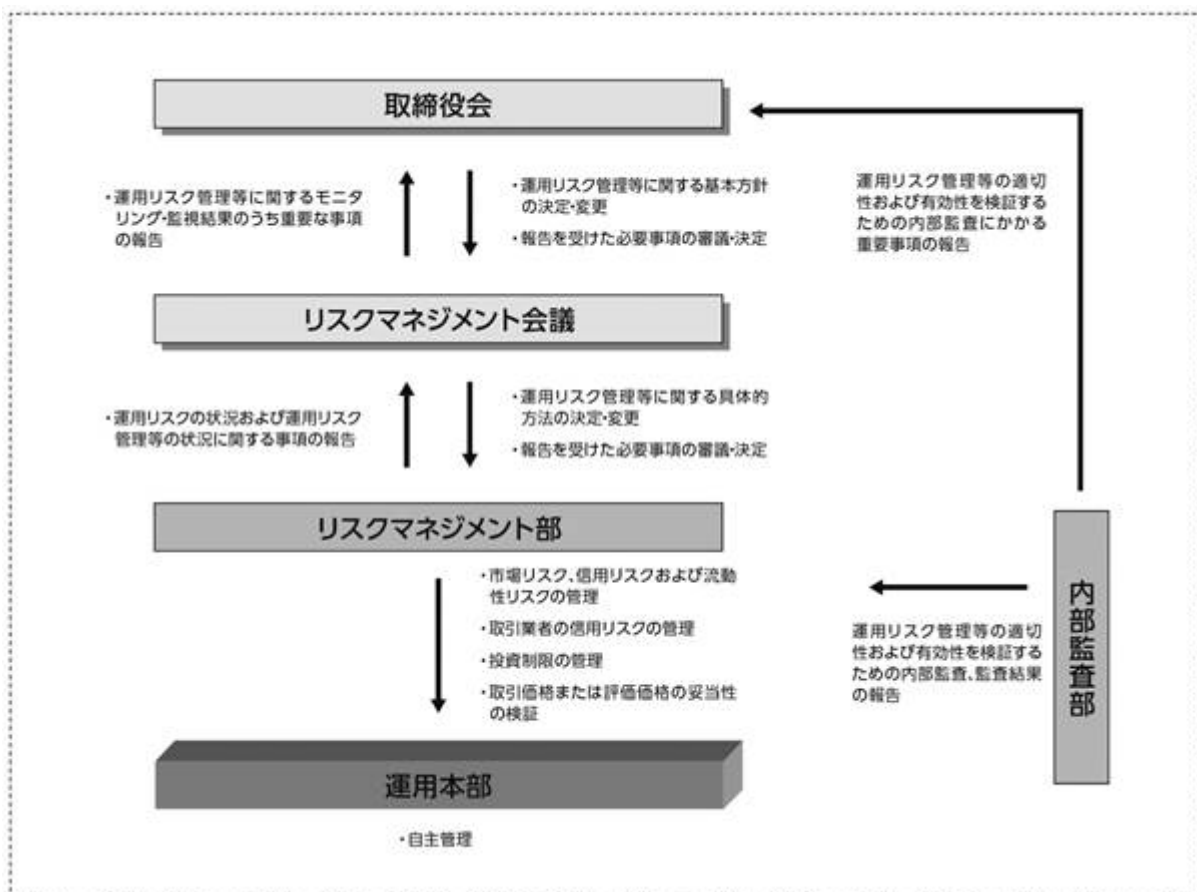 取締役会
・運用リスク管理等に関するモニタ
リング・監視結果のうち重要な事項
の報告
・運用リスク管理等に関する基本方針
の決定・変更
・報告を受けた必要事項の審議・決定
運用リスク管理等の適切
性および有効性を検証する
ための内部監査にかかる
重要事項の報告
リスクマネジメント会議
・運用リスクの状況および運用リスク
管理等の状況に関する事項の報告
・運用リスク管理等に関する具体的
方法の決定・変更
・報告を受けた必要事項の審議・決定
リスクマネジメント部
・市場リスク、信用リスクおよび流動
性リスクの管理
・取引業者の信用リスクの管理
・投資制限の管理
・取引価格または評価価格の妥当性
の検証
運用リスク管理等の適切
性および有効性を検証する
ための内部監査、監査結果
の報告
内部監査部
運用本部
・自主管理